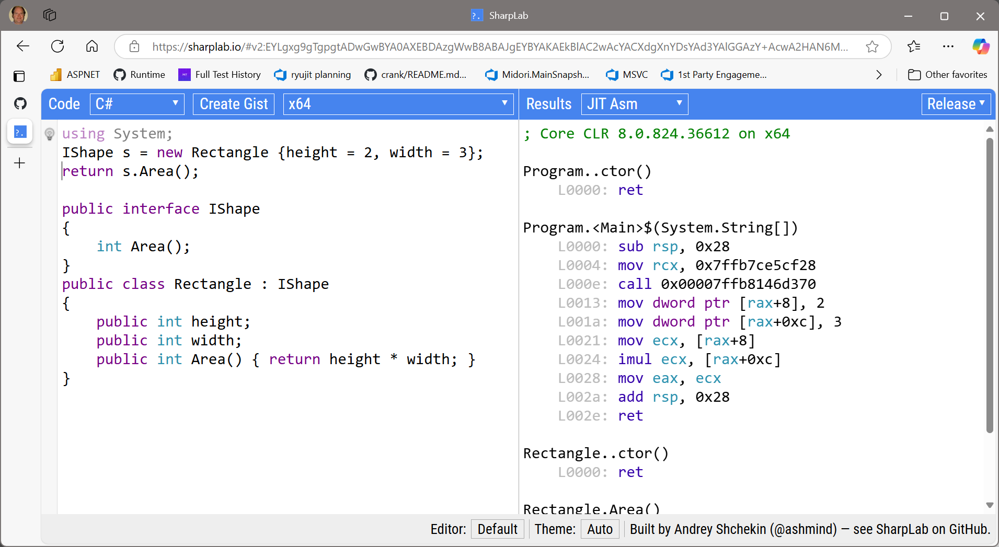 SharpLab
https://sharplab.io/#v2:EYLgxg9gTgpgtADwGwBYA0AXEBDAzgWwB8ABAJgEYBYAKAEkBlAC2wAcYACXdgXnYDsYAd3YAlGGAzY+AcwA2HAN6M...
ASPNET Runtime Full Test History ryujit planning crank/README.md... Midori.MainSnapsh... MSVC 1st Party Engageme... Other favorites
Code C# Create Gist x64 Results JIT Asm Release
using System;
IShape s = new Rectangle {height = 2, width = 3};
return s.Area();
public interface IShape
{
    int Area();
}
public class Rectangle : IShape
{
    public int height;
    public int width;
    public int Area() { return height * width; }
}
; Core CLR 8.0.824.36612 on x64
Program..ctor()
    L0000: ret
Program.<Main>$(System.String[])
    L0000: sub rsp, 0x28
    L0004: mov rcx, 0x7ffb7ce5cf28
    L000e: call 0x00007ffb8146d370
    L0013: mov dword ptr [rax+8], 2
    L001a: mov dword ptr [rax+0xc], 3
    L0021: mov ecx, [rax+8]
    L0024: imul ecx, [rax+0xc]
    L0028: mov eax, ecx
    L002a: add rsp, 0x28
    L002e: ret
Rectangle..ctor()
    L0000: ret
Rectangle.Area()
Editor: Default Theme: Auto Built by Andrey Shchekin (@ashmind) — see SharpLab on GitHub.